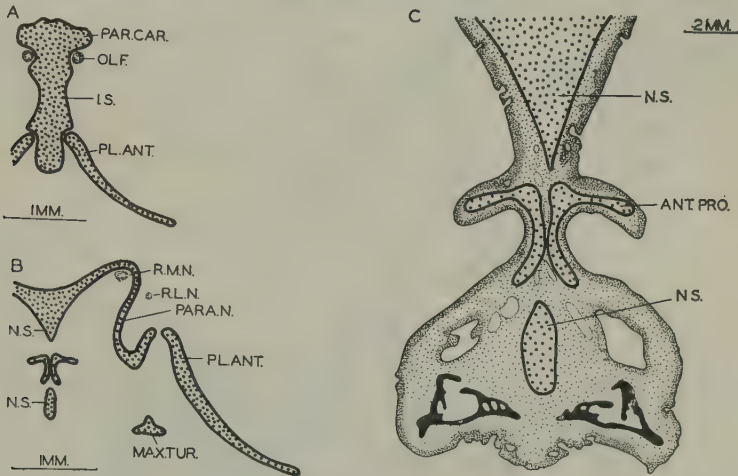 A
PAR.CAR.
OLF.
I.S.
PL.ANT.
1MM.
B
R.M.N.
R.L.N.
PARA.N.
N.S.
PL.ANT.
N.S.
MAX.TUR.
1MM.
C
·2MM.
N.S.
ANT.PRO.
N.S.